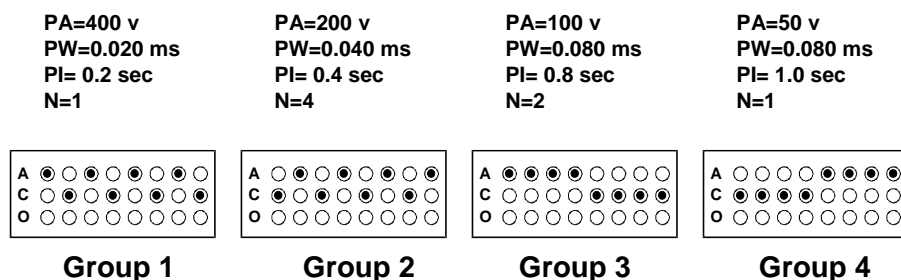 PA=400 v
PW=0.020 ms
PI= 0.2 sec
N=1
A
C
O
Group 1
PA=200 v
PW=0.040 ms
PI= 0.4 sec
N=4
A
C
O
Group 2
PA=100 v
PW=0.080 ms
PI= 0.8 sec
N=2
A
C
O
Group 3
PA=50 v
PW=0.080 ms
PI= 1.0 sec
N=1
A
C
O
Group 4